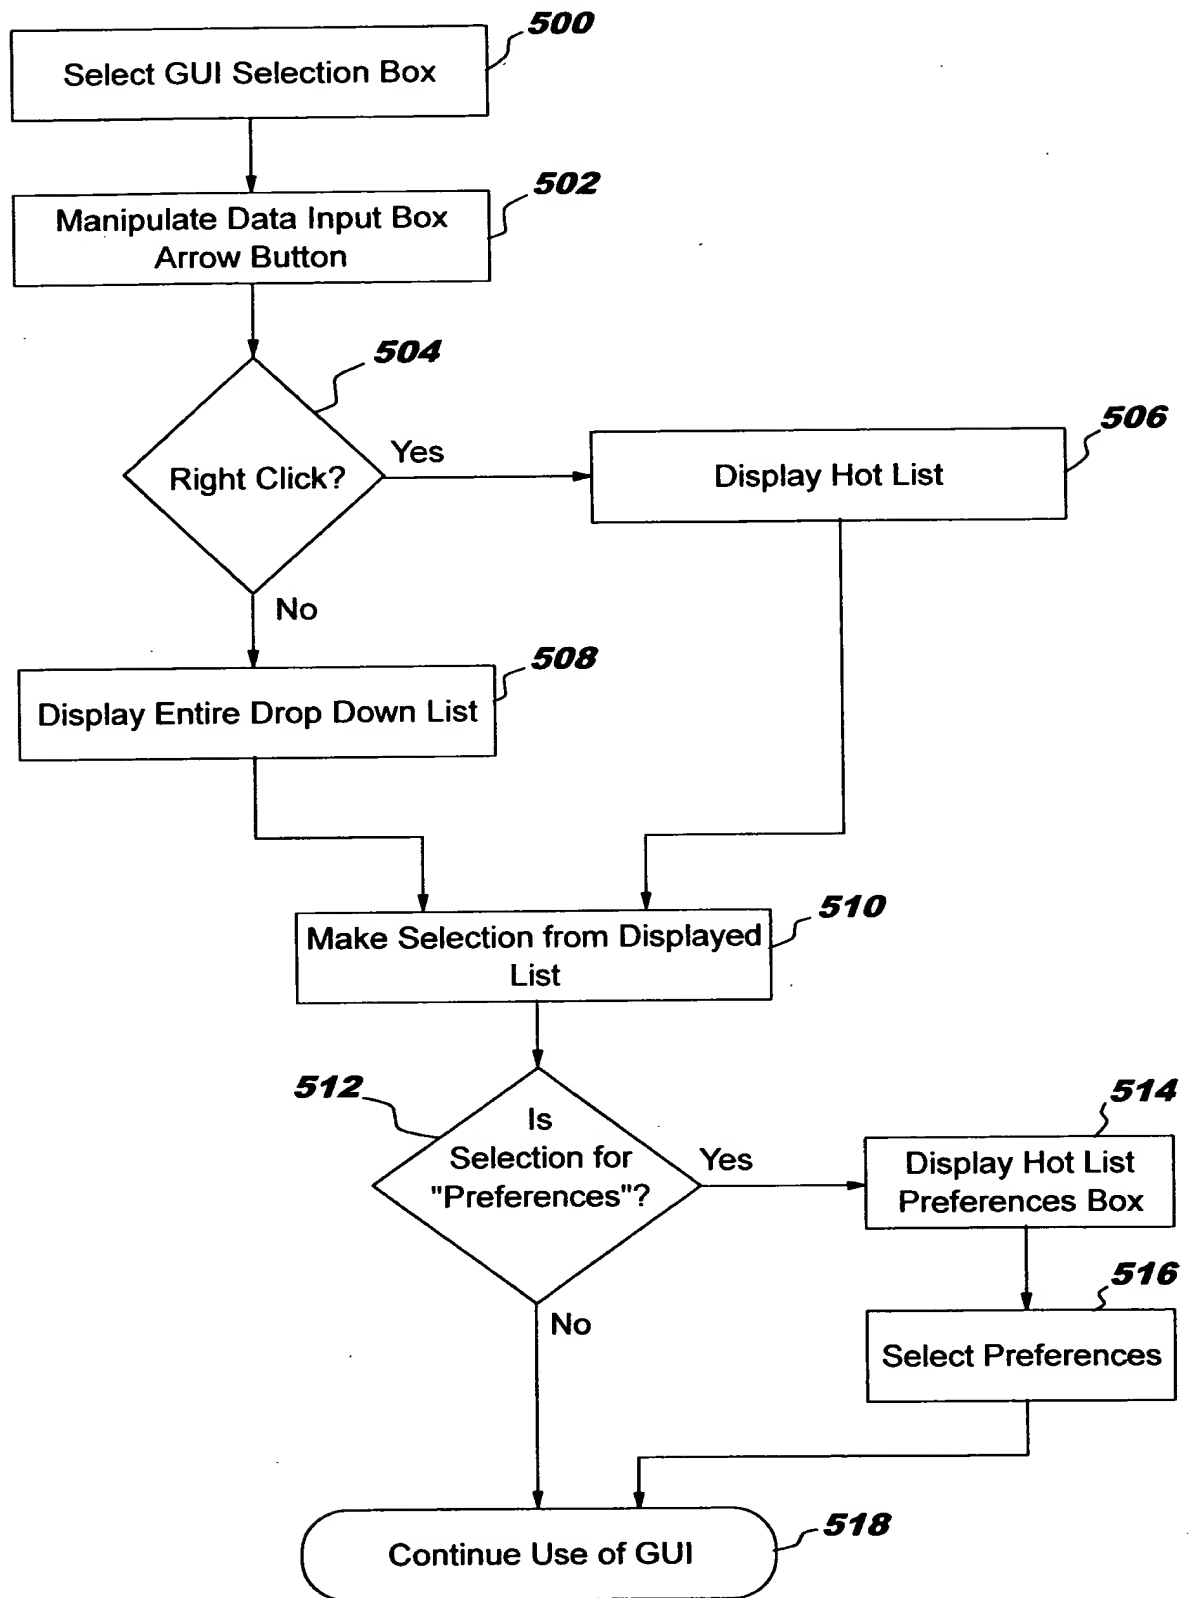 500
Select GUI Selection Box
502
Manipulate Data Input Box
Arrow Button
504
Right Click?
Yes
506
Display Hot List
No
508
Display Entire Drop Down List
510
Make Selection from Displayed
List
512
Is
Selection for
"Preferences"?
Yes
514
Display Hot List
Preferences Box
516
Select Preferences
No
518
Continue Use of GUI